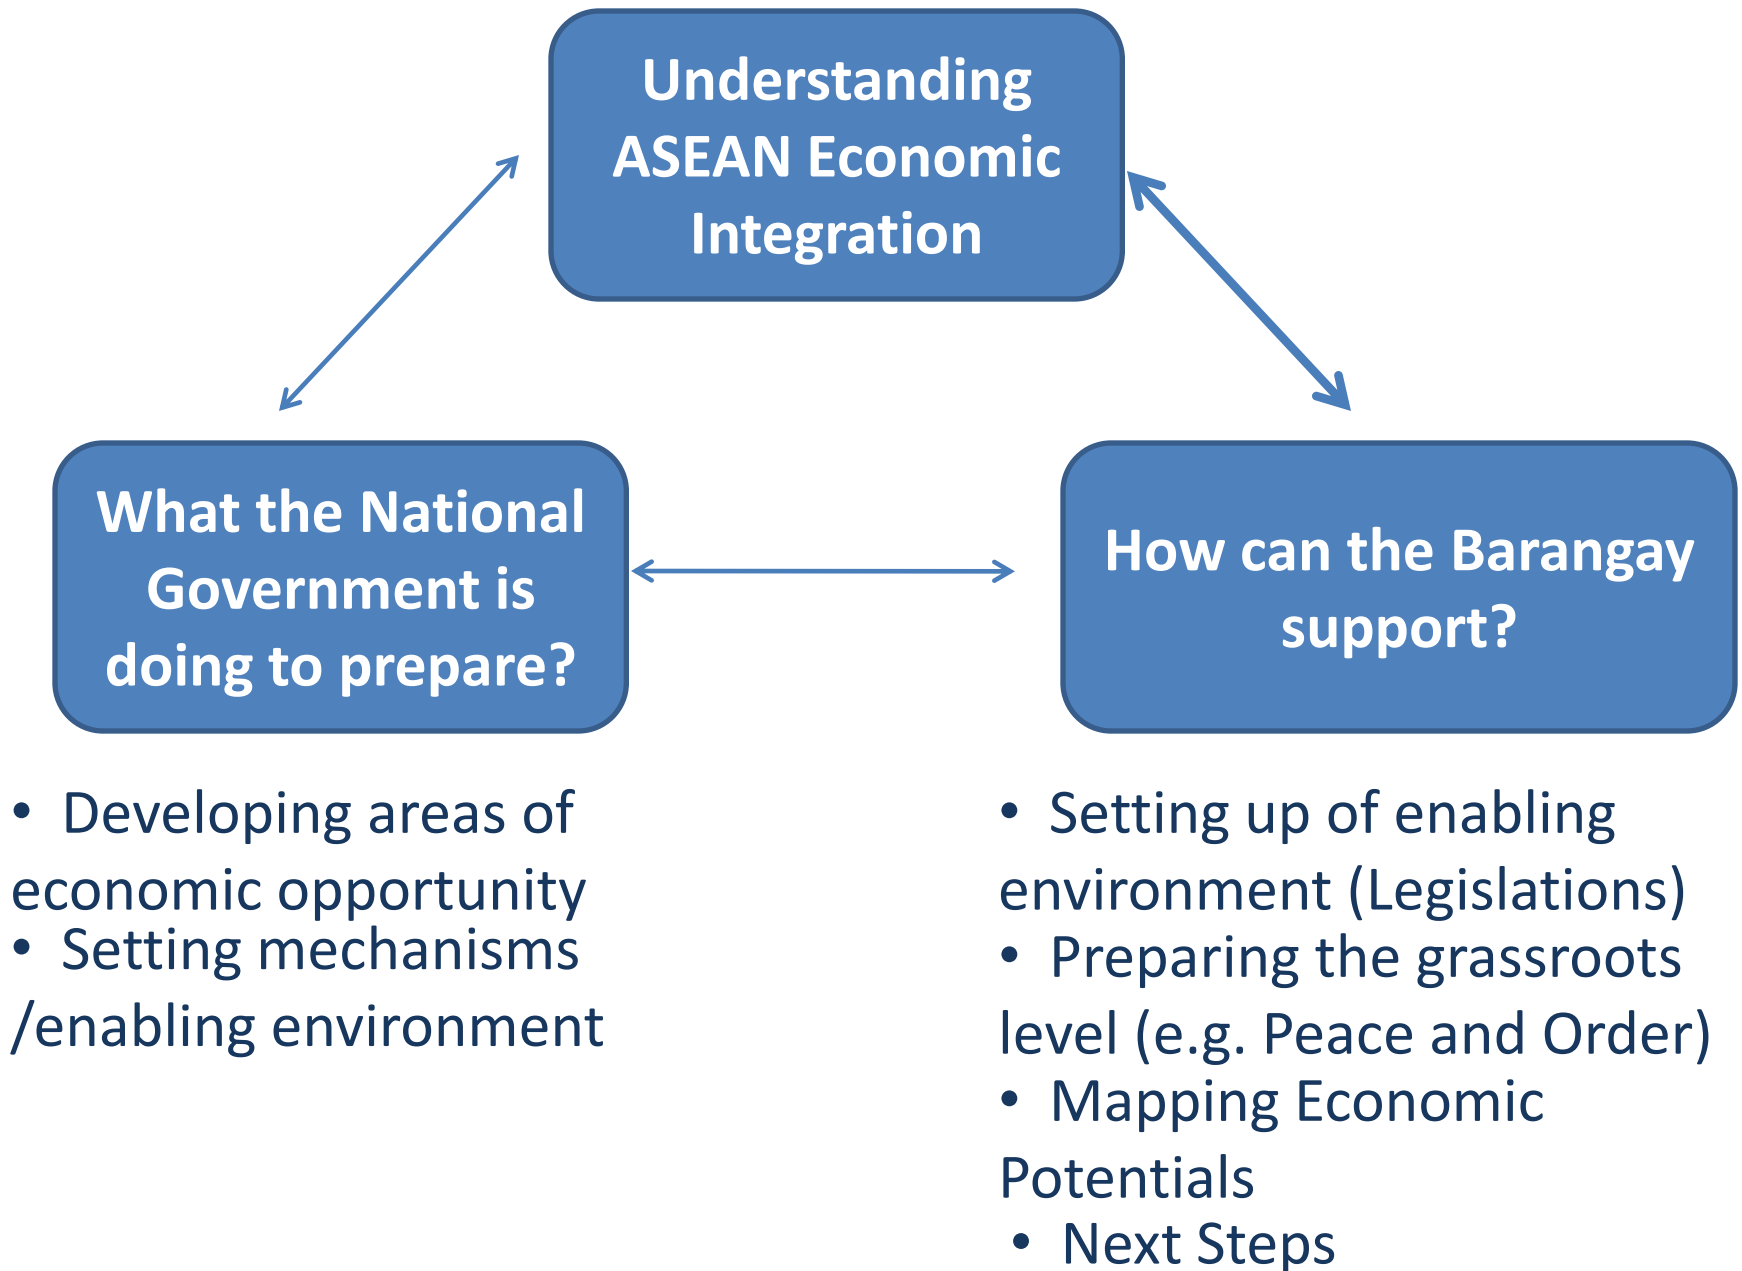 Understanding
ASEAN Economic
Integration
What the National
Government is
doing to prepare?
How can the Barangay
support?
• Developing areas of
economic opportunity
• Setting mechanisms
/enabling environment
• Setting up of enabling
environment (Legislations)
• Preparing the grassroots
level (e.g. Peace and Order)
• Mapping Economic
Potentials
• Next Steps